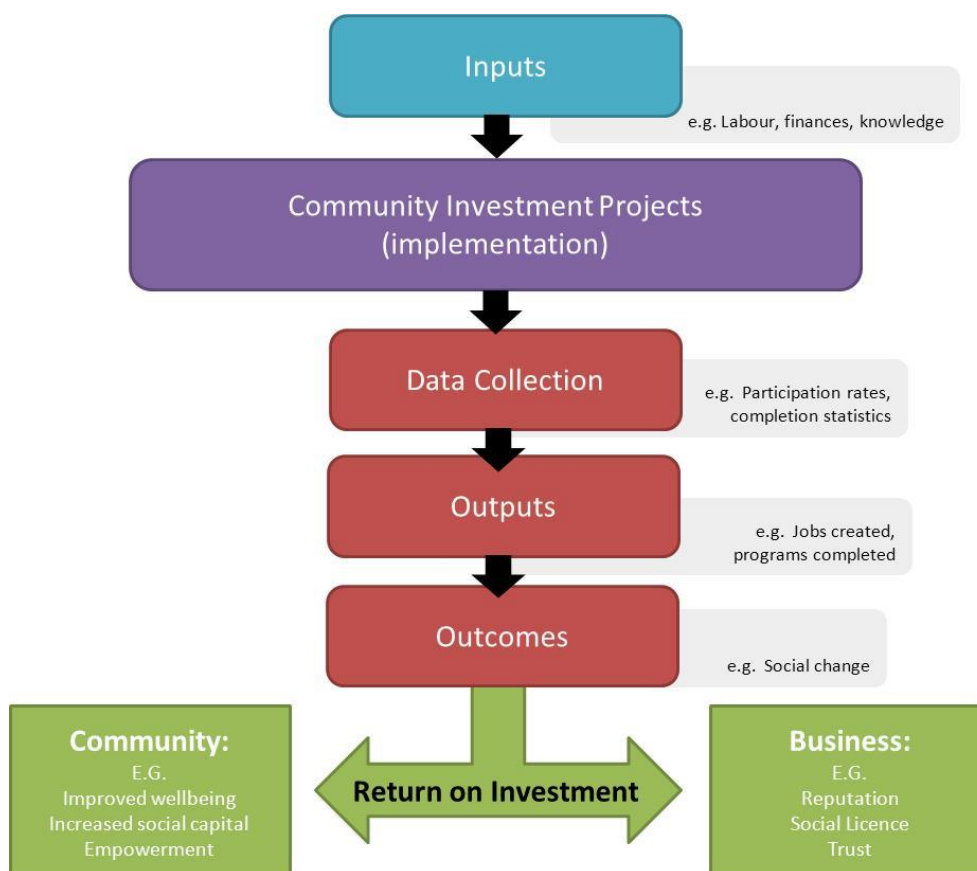 Inputs
e.g. Labour, finances, knowledge
Community Investment Projects
(implementation)
Data Collection
e.g. Participation rates,
completion statistics
Outputs
e.g. Jobs created,
programs completed
Outcomes
e.g. Social change
Community:
E.G.
Improved wellbeing
Increased social capital
Empowerment
Return on Investment
Business:
E.G.
Reputation
Social Licence
Trust